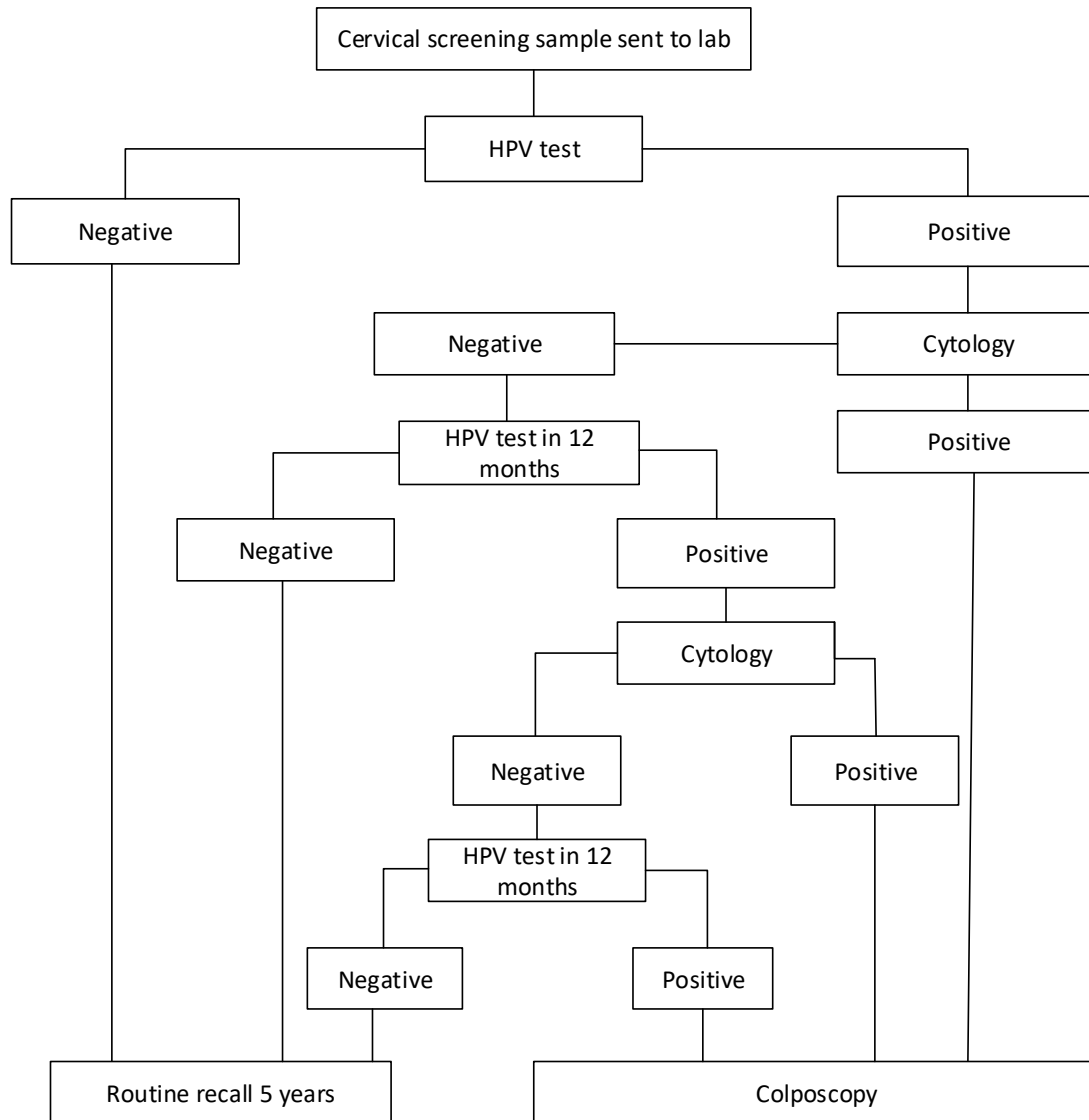 Cervical screening sample sent to lab
HPV test
Negative
Positive
Negative
Cytology
HPV test in 12
months
Positive
Negative
Positive
Cytology
Negative
Positive
HPV test in 12
months
Negative
Positive
Routine recall 5 years
Colposcopy